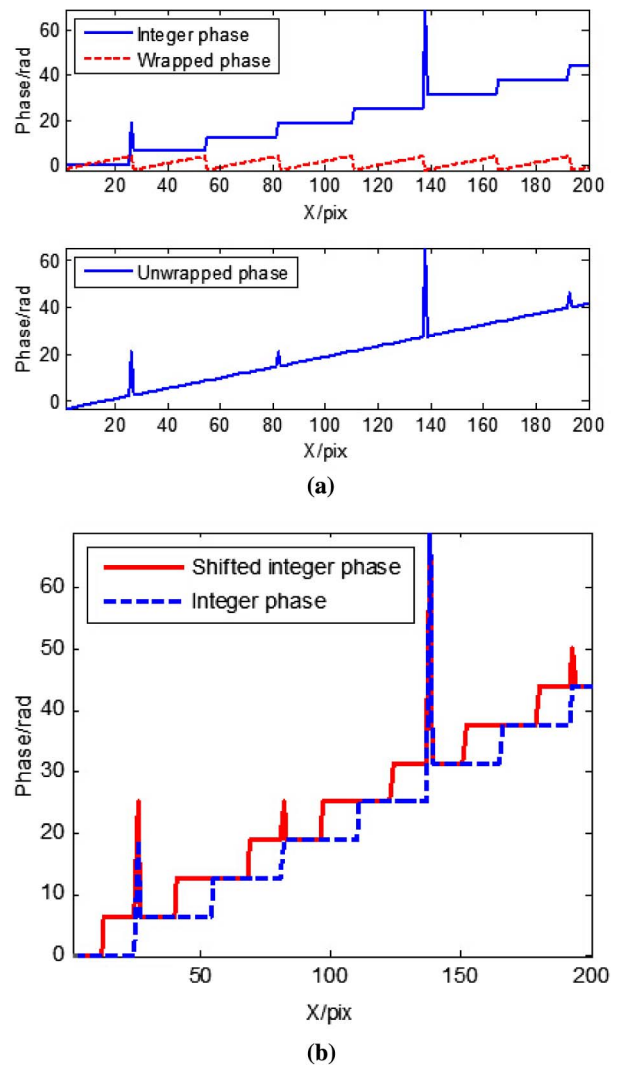 Phase/rad
60
40
20
0
Integer phase
Wrapped phase
20 40 60 80 100 120 140 160 180 200
X/pix
Phase/rad
60
40
20
0
Unwrapped phase
20 40 60 80 100 120 140 160 180 200
X/pix
(a)
Phase/rad
60
50
40
30
20
10
0
Shifted integer phase
Integer phase
50 100 150 200
X/pix
(b)